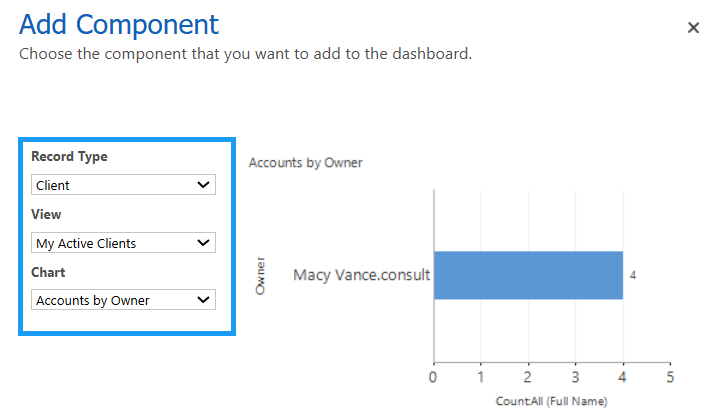 Add Component
Choose the component that you want to add to the dashboard.
Record Type
Client
View
My Active Clients
Chart
Accounts by Owner
Accounts by Owner
Owner
Macy Vance.consult
4
0 1 2 3 4 5
CountAll (Full Name)